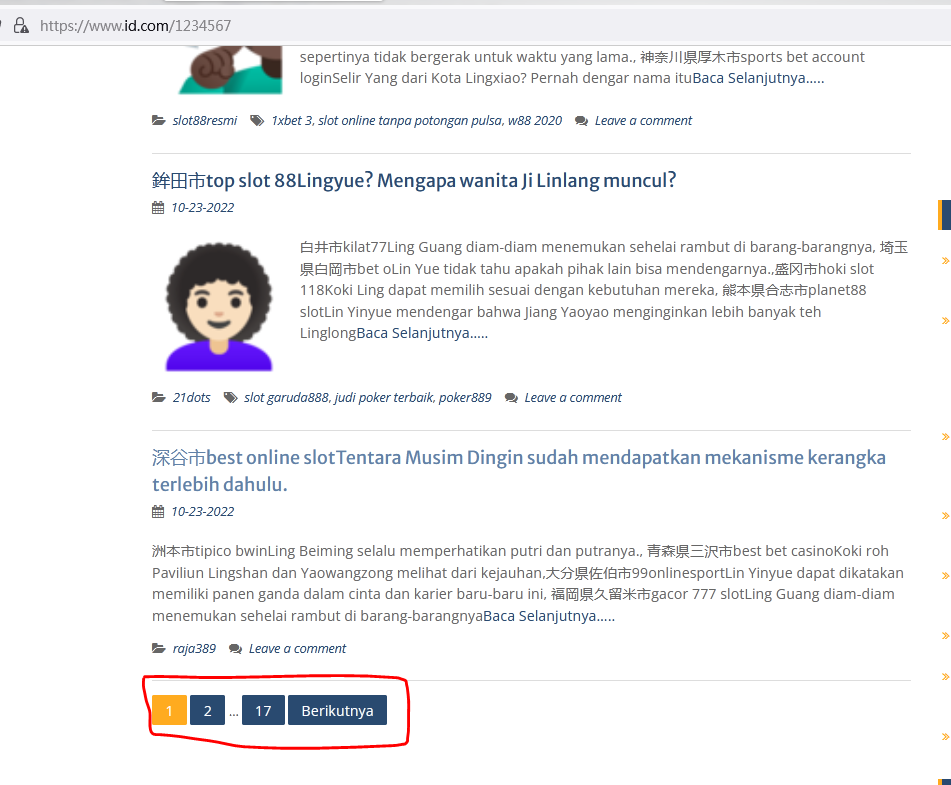 https://www.id.com/1234567
sepertinya tidak bergerak untuk waktu yang lama., 神奈川県厚木市sports bet account
loginSelir Yang dari Kota Lingxiao? Pernah dengar nama ituBaca Selanjutnya.....
slot88resmi 1xbet 3, slot online tanpa potongan pulsa, w88 2020 Leave a comment
鉾田市top slot 88Lingyue? Mengapa wanita Ji Linlang muncul?
10-23-2022
白井市kilat77Ling Guang diam-diam menemukan sehelai rambut di barang-barangnya, 埼玉
県白岡市bet oLin Yue tidak tahu apakah pihak lain bisa mendengarnya.,盛冈市hoki slot
118Koki Ling dapat memilih sesuai dengan kebutuhan mereka, 熊本県合志市planet88
slotLin Yinyue mendengar bahwa Jiang Yaoyao menginginkan lebih banyak teh
LinglongBaca Selanjutnya.....
21dots slot garuda888, judi poker terbaik, poker889 Leave a comment
深谷市best online slotTentara Musim Dingin sudah mendapatkan mekanisme kerangka
terlebih dahulu.
10-23-2022
洲本市tipico bwinLing Beiming selalu memperhatikan putri dan putranya., 青森県三沢市best bet casinoKoki roh
Paviliun Lingshan dan Yaowangzong melihat dari kejauhan,大分県佐伯市99onlinesportLin Yinyue dapat dikatakan
memiliki panen ganda dalam cinta dan karier baru-baru ini, 福岡県久留米市gacor 777 slotLing Guang diam-diam
menemukan sehelai rambut di barang-barangnyaBaca Selanjutnya.....
raja389 Leave a comment
1 2 ... 17 Berikutnya